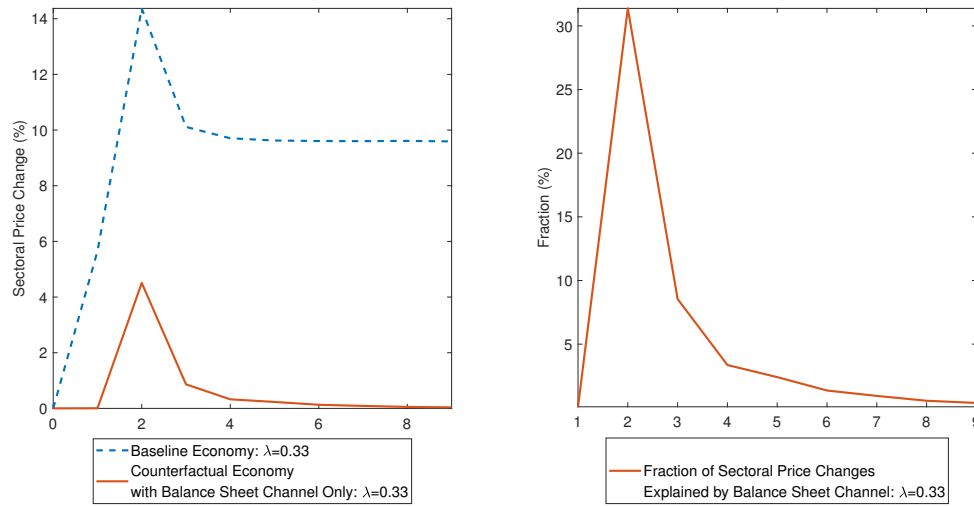 14
12
10
8
6
4
2
0
Sectoral Price Change (%)
0 2 4 6 8
Baseline Economy: λ=0.33
Counterfactual Economy
with Balance Sheet Channel Only: λ=0.33
30
25
20
15
10
5
Fraction (%)
1 2 3 4 5 6 7 8 9
Fraction of Sectoral Price Changes
Explained by Balance Sheet Channel: λ=0.33